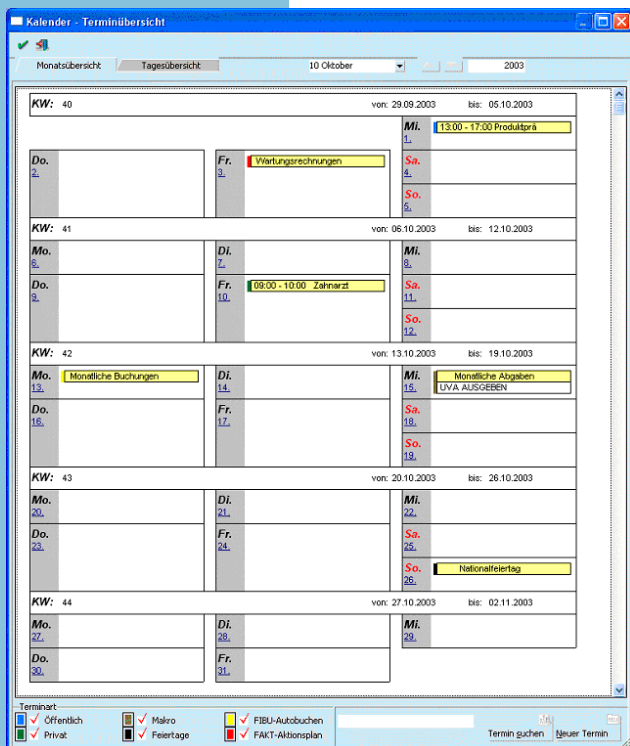 Kalender - Terminübersicht
Monatsübersicht Tagesübersicht 10 Oktober 2003
KW: 40 von: 29.09.2003 bis: 05.10.2003
Mi. 1. 13:00 - 17:00 Produktprä
Do. 2. Fr. 3. Wartungsrechnungen Sa. 4.
So. 5.
KW: 41 von: 06.10.2003 bis: 12.10.2003
Mo. 6. Di. 7. Mi. 8.
Do. 9. Fr. 10. 09:00 - 10:00 Zahnarzt Sa. 11.
So. 12.
KW: 42 von: 13.10.2003 bis: 19.10.2003
Mo. 13. Monatliche Buchungen Di. 14. Mi. 15. Monatliche Abgaben
UVA AUSGEBEN
Do. 16. Fr. 17. Sa. 18.
So. 19.
KW: 43 von: 20.10.2003 bis: 26.10.2003
Mo. 20. Di. 21. Mi. 22.
Do. 23. Fr. 24. Sa. 25.
So. 26. Nationalfeiertag
KW: 44 von: 27.10.2003 bis: 02.11.2003
Mo. 27. Di. 28. Mi. 29.
Do. 30. Fr. 31.
Terminart
Öffentlich Makro FIBU-Autobuchen
Privat Feiertage FAKT-Aktionsplan Termin suchen Neuer Termin